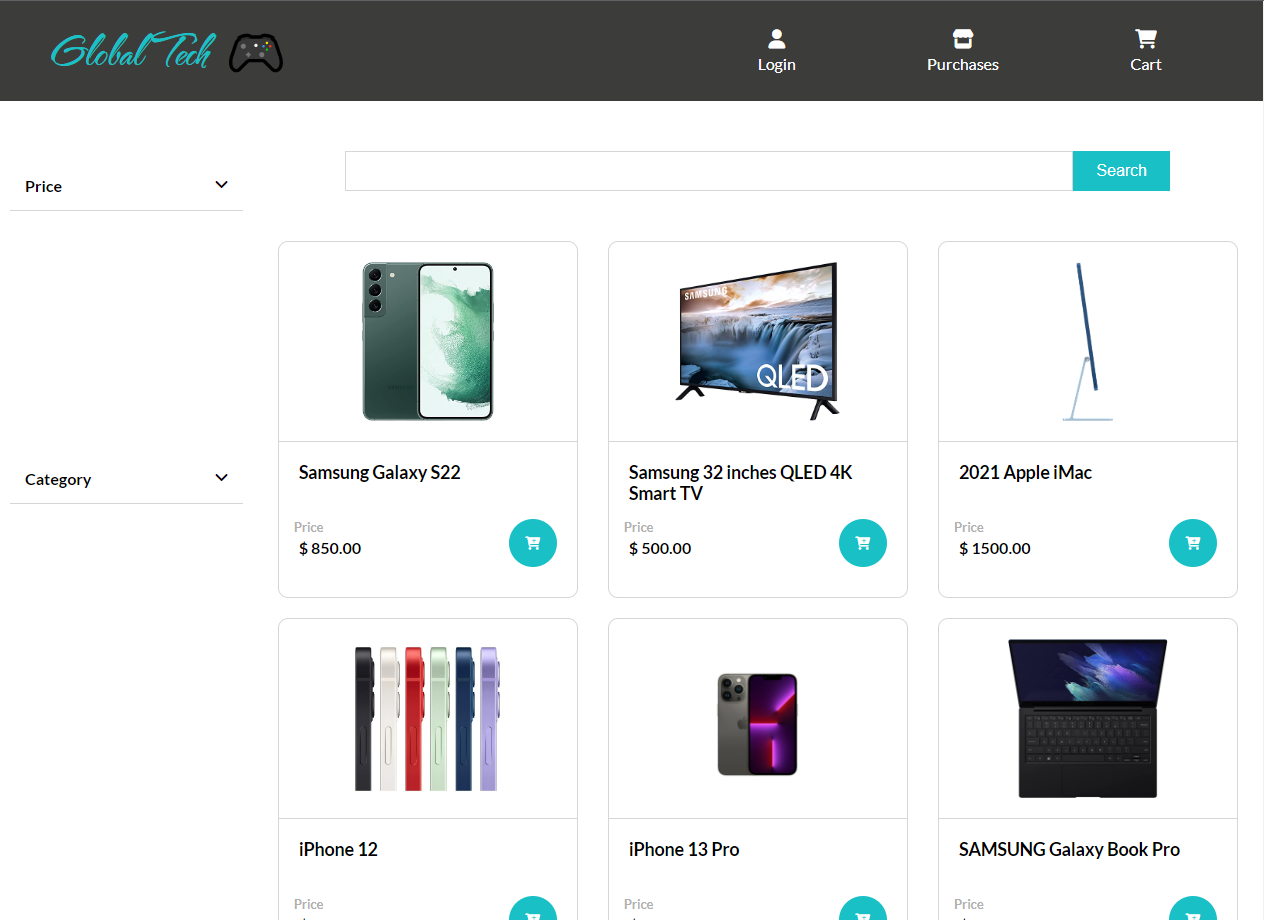 Global Tech
Login
Purchases
Cart
Search
Price
Category
SAMSUNG
QLED
Samsung Galaxy S22
Price
$ 850.00
Samsung 32 inches QLED 4K
Smart TV
Price
$ 500.00
2021 Apple iMac
Price
$ 1500.00
iPhone 12
Price
iPhone 13 Pro
Price
SAMSUNG Galaxy Book Pro
Price